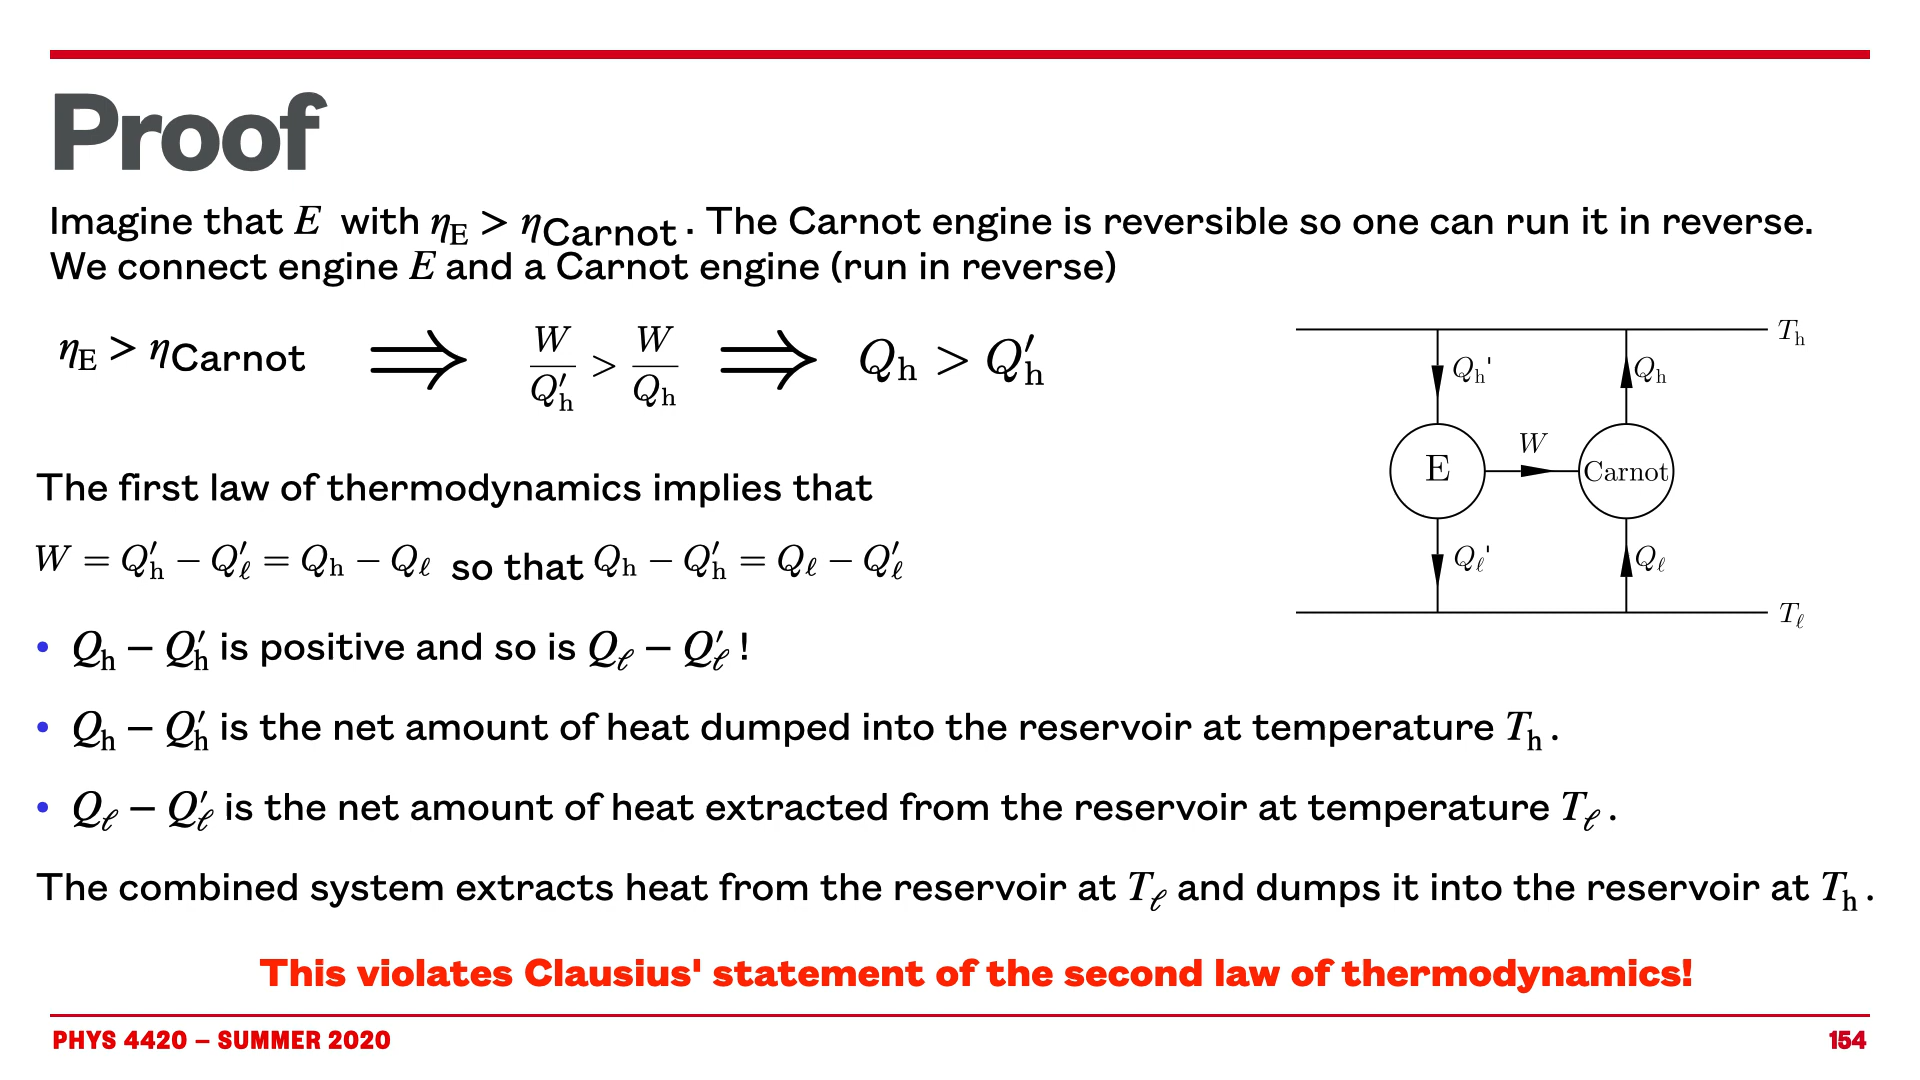 Proof
Imagine that E with η_E > η_Carnot. The Carnot engine is reversible so one can run it in reverse.
We connect engine E and a Carnot engine (run in reverse)
η_E > η_Carnot ⟹ W/Q′_h > W/Q_h ⟹ Q_h > Q′_h
T_h
Q_h' Q_h
W
E Carnot
Q_ℓ' Q_ℓ
T_ℓ
The first law of thermodynamics implies that
W = Q′_h − Q′_ℓ = Q_h − Q_ℓ so that Q_h − Q′_h = Q_ℓ − Q′_ℓ
• Q_h − Q′_h is positive and so is Q_ℓ − Q′_ℓ !
• Q_h − Q′_h is the net amount of heat dumped into the reservoir at temperature T_h.
• Q_ℓ − Q′_ℓ is the net amount of heat extracted from the reservoir at temperature T_ℓ.
The combined system extracts heat from the reservoir at T_ℓ and dumps it into the reservoir at T_h.
This violates Clausius' statement of the second law of thermodynamics!
PHYS 4420 – SUMMER 2020
154